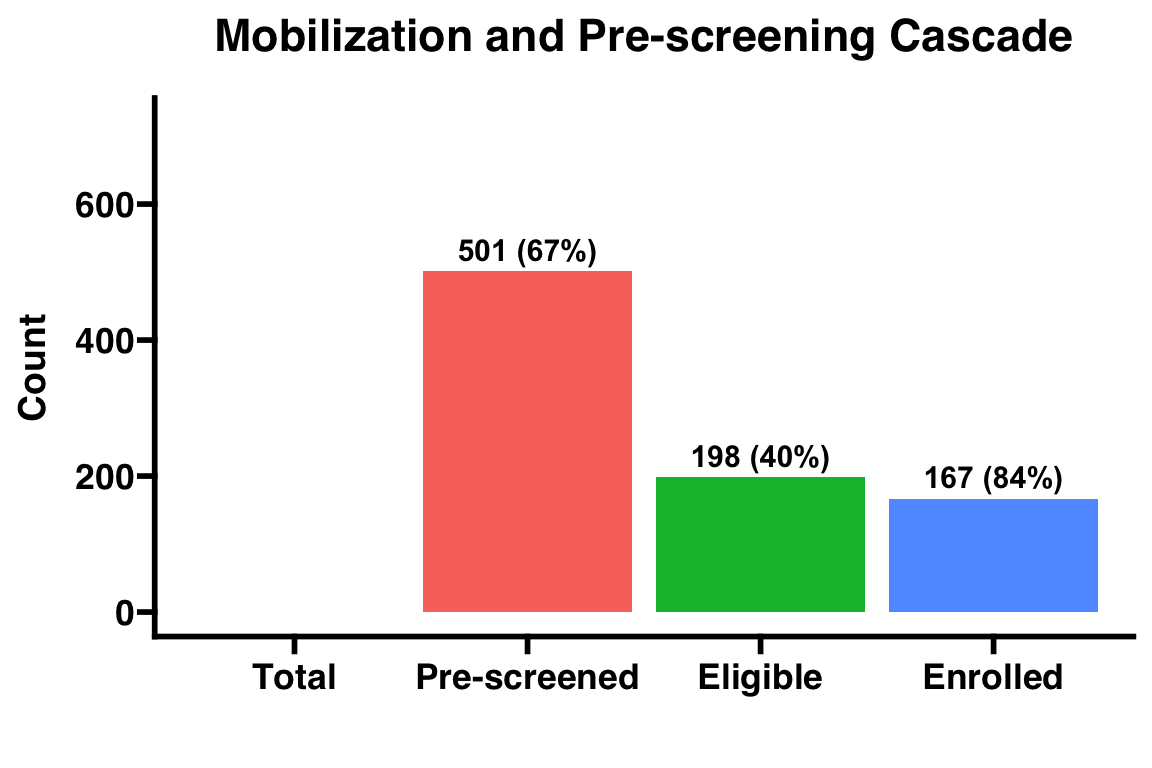 Mobilization and Pre-screening Cascade
Count
600
400
200
0
501 (67%)
198 (40%)
167 (84%)
Total
Pre-screened
Eligible
Enrolled